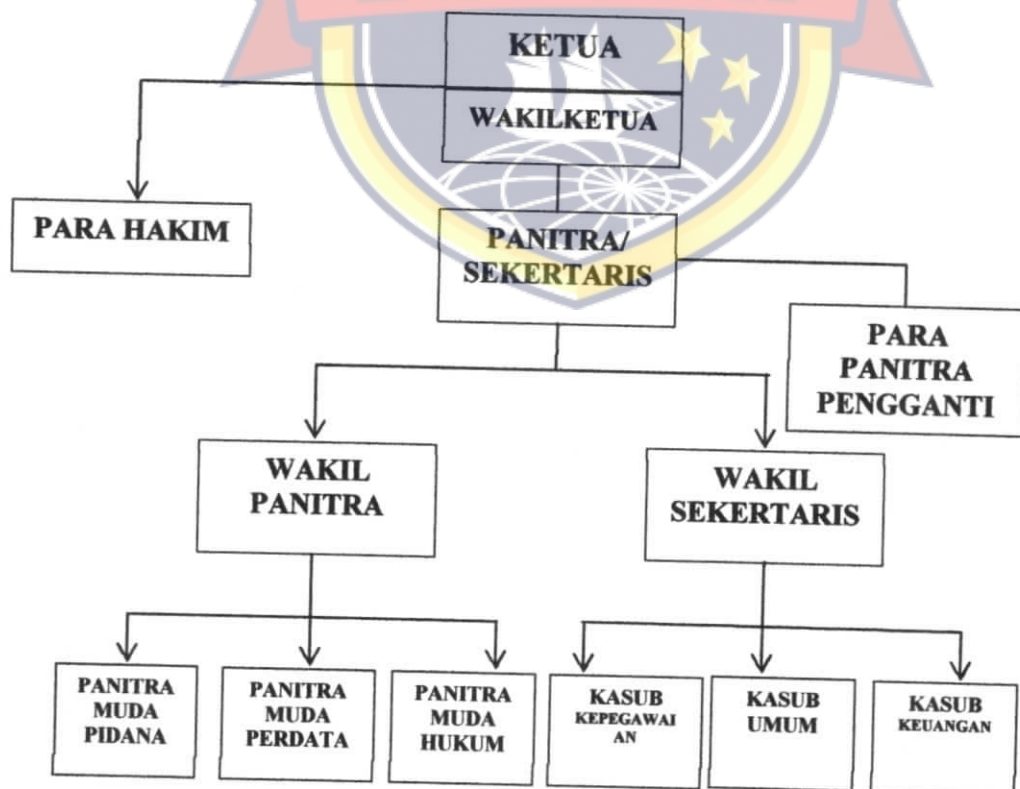 KETUA
WAKILKETUA
PARA HAKIM
PANITRA/
SEKERTARIS
PARA
PANITRA
PENGGANTI
WAKIL
PANITRA
WAKIL
SEKERTARIS
PANITRA
MUDA
PIDANA
PANITRA
MUDA
PERDATA
PANITRA
MUDA
HUKUM
KASUB
KEPEGAWAI
AN
KASUB
UMUM
KASUB
KEUANGAN